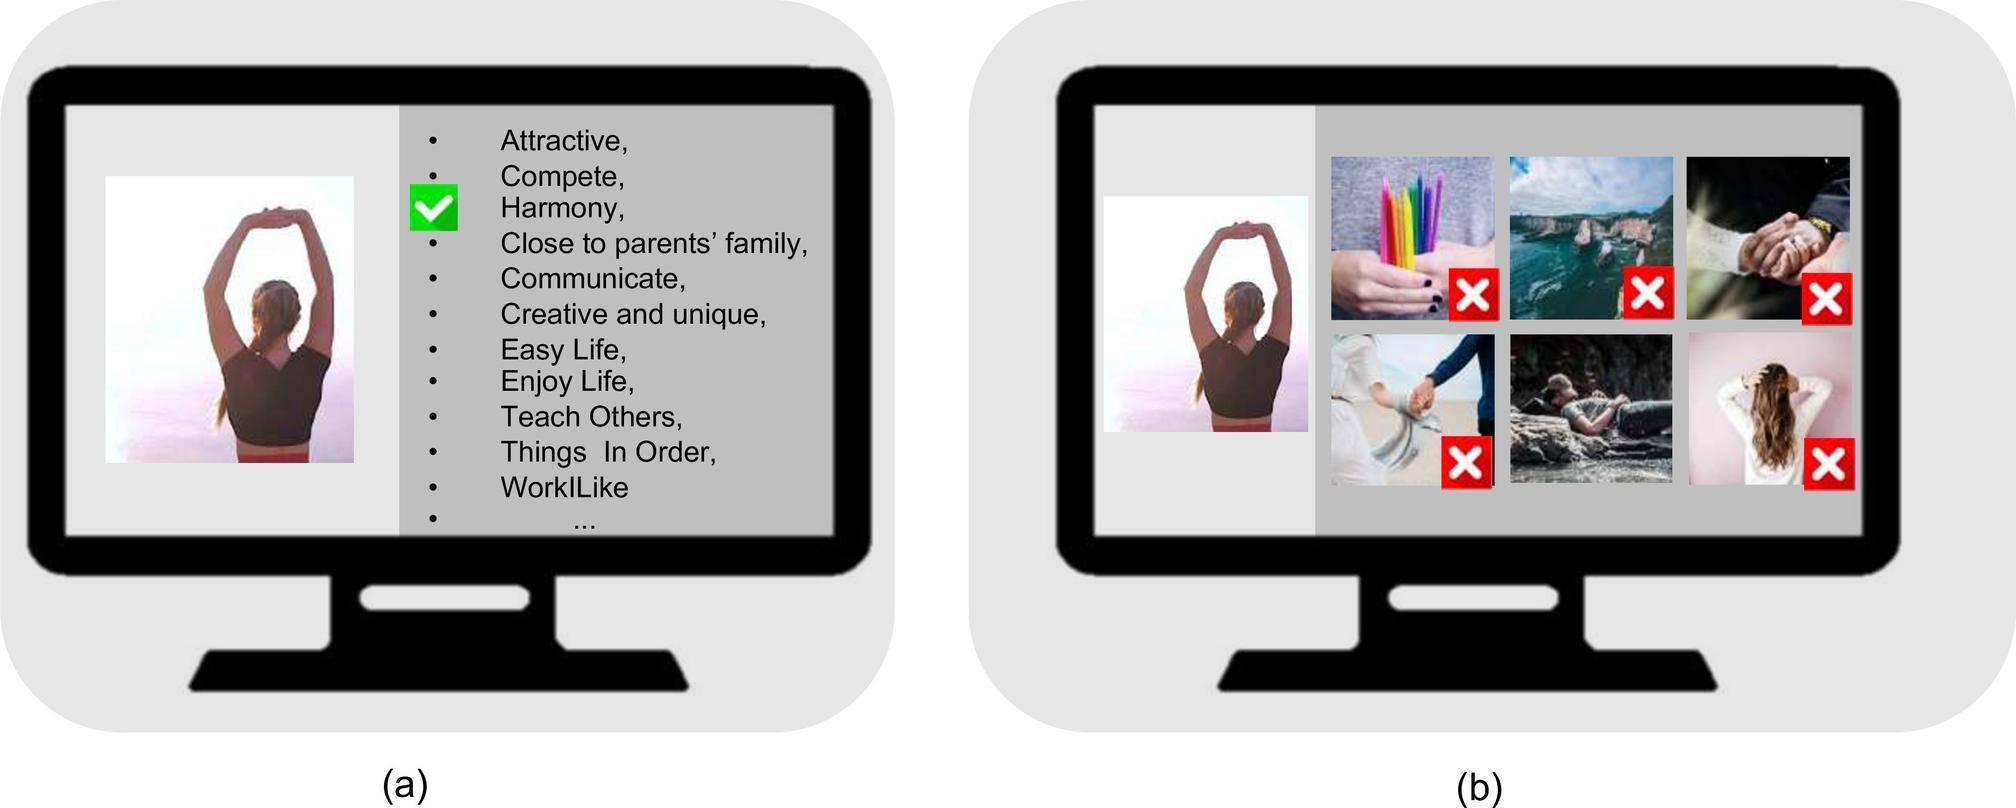 • Attractive,
• Compete,
Harmony,
• Close to parents’ family,
• Communicate,
• Creative and unique,
• Easy Life,
• Enjoy Life,
• Teach Others,
• Things In Order,
• WorkILike
• ...
(a)
(b)